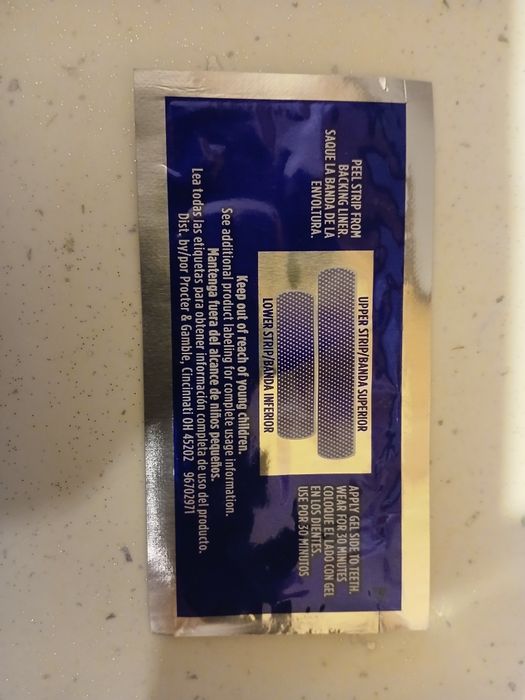 PEEL STRIP FROM
BACKING LINER.
SAQUE LA BANDA DE LA
ENVOLTURA.
UPPER STRIP/BANDA SUPERIOR
LOWER STRIP/BANDA INFERIOR
APPLY GEL SIDE TO TEETH.
WEAR FOR 30 MINUTES
COLOQUE EL LADO CON GEL
EN LOS DIENTES.
USE POR 30 MINUTOS
Keep out of reach of young children.
See additional product labeling for complete usage information.
Mantenga fuera del alcance de niños pequeños.
Lea todas las etiquetas para obtener información completa de uso del producto.
Dist. by/por Procter & Gamble, Cincinnati OH 45202 96702971